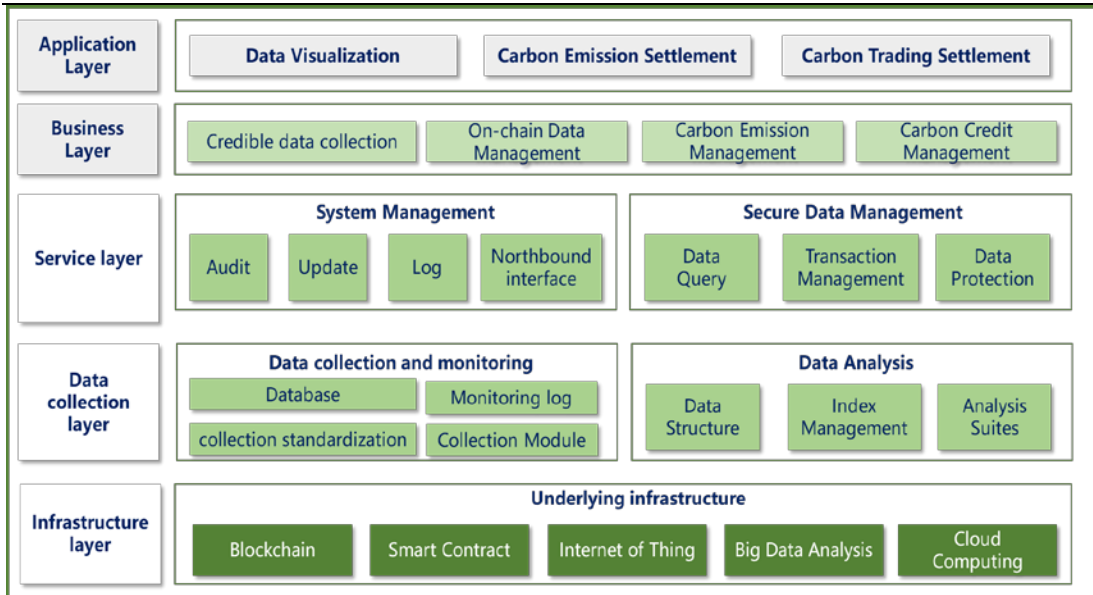 Application
Layer
Data Visualization
Carbon Emission Settlement
Carbon Trading Settlement
Business
Layer
Credible data collection
On-chain Data
Management
Carbon Emission
Management
Carbon Credit
Management
Service layer
System Management
Audit
Update
Log
Northbound
interface
Secure Data Management
Data
Query
Transaction
Management
Data
Protection
Data
collection
layer
Data collection and monitoring
Database
Monitoring log
collection standardization
Collection Module
Data Analysis
Data
Structure
Index
Management
Analysis
Suites
Infrastructure
layer
Underlying infrastructure
Blockchain
Smart Contract
Internet of Thing
Big Data Analysis
Cloud
Computing